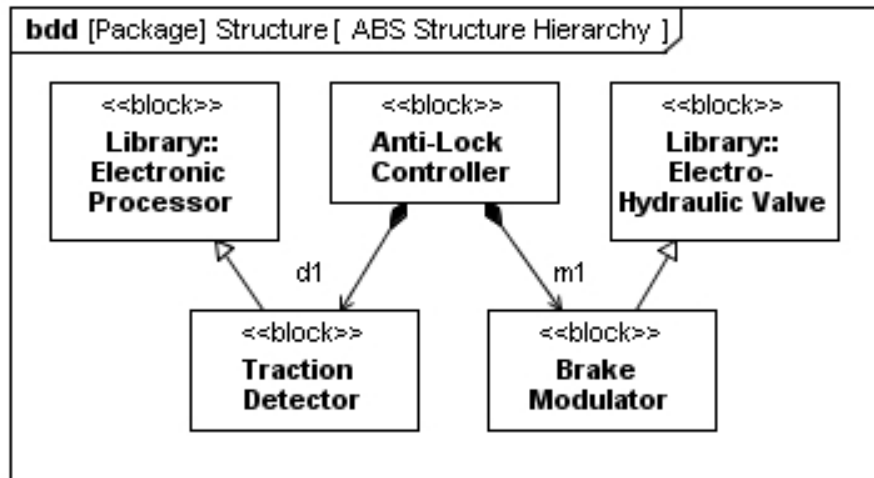 bdd [Package] Structure [ ABS Structure Hierarchy ]
<<block>>
Library::
Electronic
Processor
<<block>>
Anti-Lock
Controller
<<block>>
Library::
Electro-
Hydraulic Valve
d1
m1
<<block>>
Traction
Detector
<<block>>
Brake
Modulator